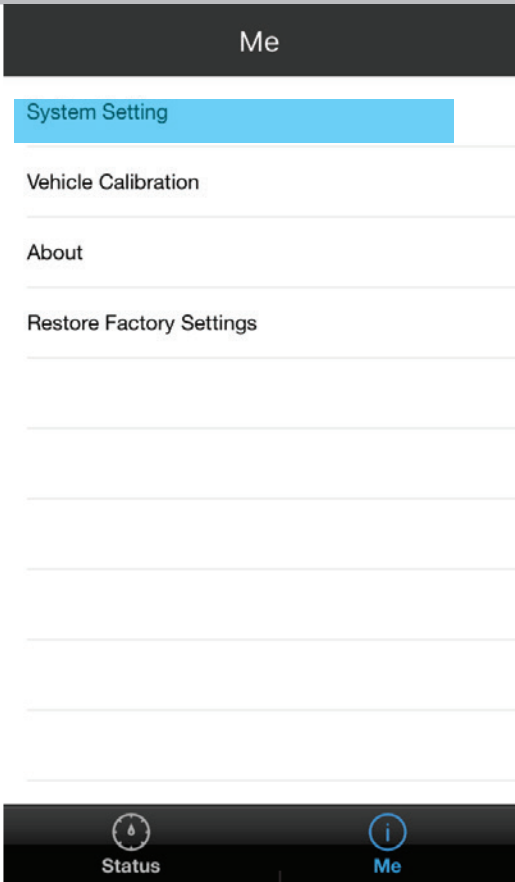 Me
System Setting
Vehicle Calibration
About
Restore Factory Settings
Status
Me